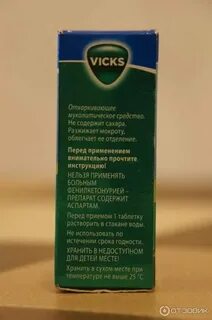 VICKS
Отхаркивающее
муколитическое средство.
Не содержит сахара.
Разжижает мокроту,
облегчает ее отделение.
Перед применением
внимательно прочтите
инструкцию!
НЕЛЬЗЯ ПРИМЕНЯТЬ
БОЛЬНЫМ
ФЕНИЛКЕТОНУРИЕЙ –
ПРЕПАРАТ СОДЕРЖИТ
АСПАРТАМ.
Перед приемом 1 таблетку
растворить в стакане воды.
Не использовать по
истечении срока годности.
ХРАНИТЬ В НЕДОСТУПНОМ
ДЛЯ ДЕТЕЙ МЕСТЕ!
Хранить в сухом месте при
температуре не выше 25 °C
ОТЗОВИК